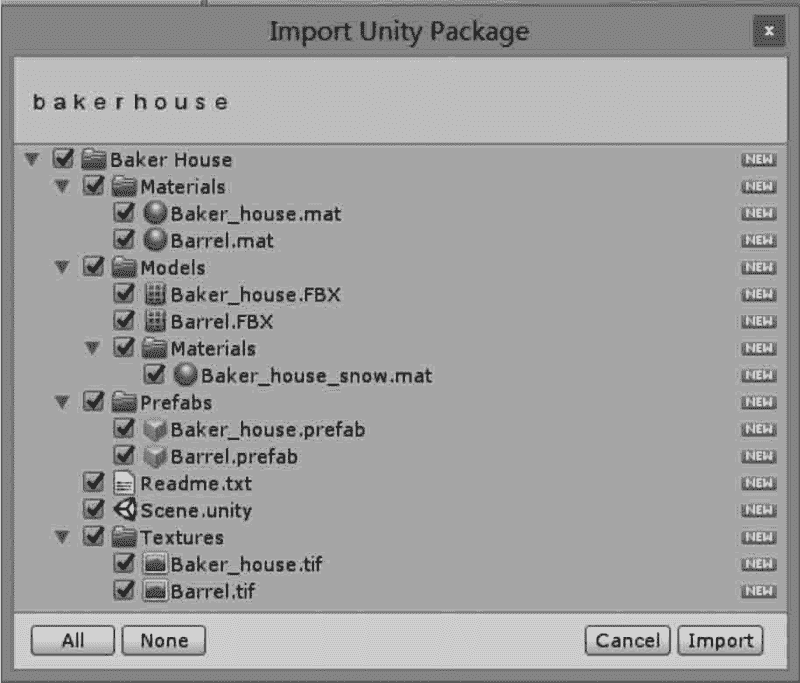 Import Unity Package
x
bakerhouse
Baker House NEW
Materials NEW
Baker_house.mat NEW
Barrel.mat NEW
Models NEW
Baker_house.FBX NEW
Barrel.FBX NEW
Materials NEW
Baker_house_snow.mat NEW
Prefabs NEW
Baker_house.prefab NEW
Barrel.prefab NEW
Readme.txt NEW
Scene.unity NEW
Textures NEW
Baker_house.tif NEW
Barrel.tif NEW
All None Cancel Import